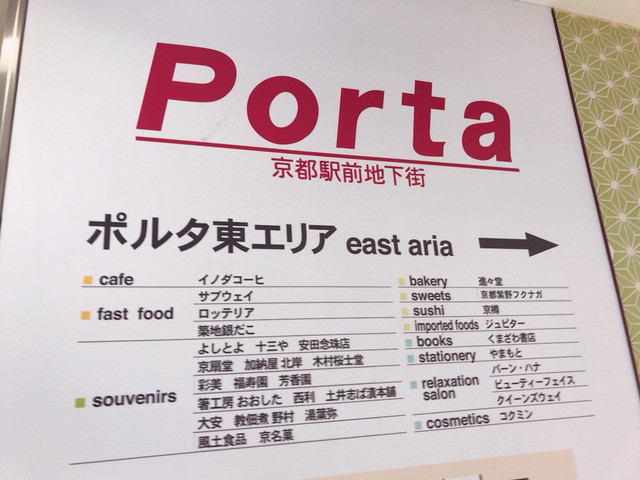 Porta
京都駅前地下街
ポルタ東エリア east aria
cafe イノダコーヒ
fast food サブウェイ
ロッテリア
築地銀だこ
souvenirs よしとよ 十三や 安田念珠店
京扇堂 加納屋 北岸 木村桜士堂
彩美 福寿園 芳香園
箸工房 おおした 西利 土井志ば漬本舗
大安 教佃煮 野村 湯葉弥
風土食品 京名菓
bakery 進々堂
sweets 京都紫野フクナガ
sushi 京樽
imported foods ジュピター
books くまざわ書店
stationery やまもと
relaxation salon バーン・ハナ
ビューティーフェイス
クイーンズウェイ
cosmetics コクミン